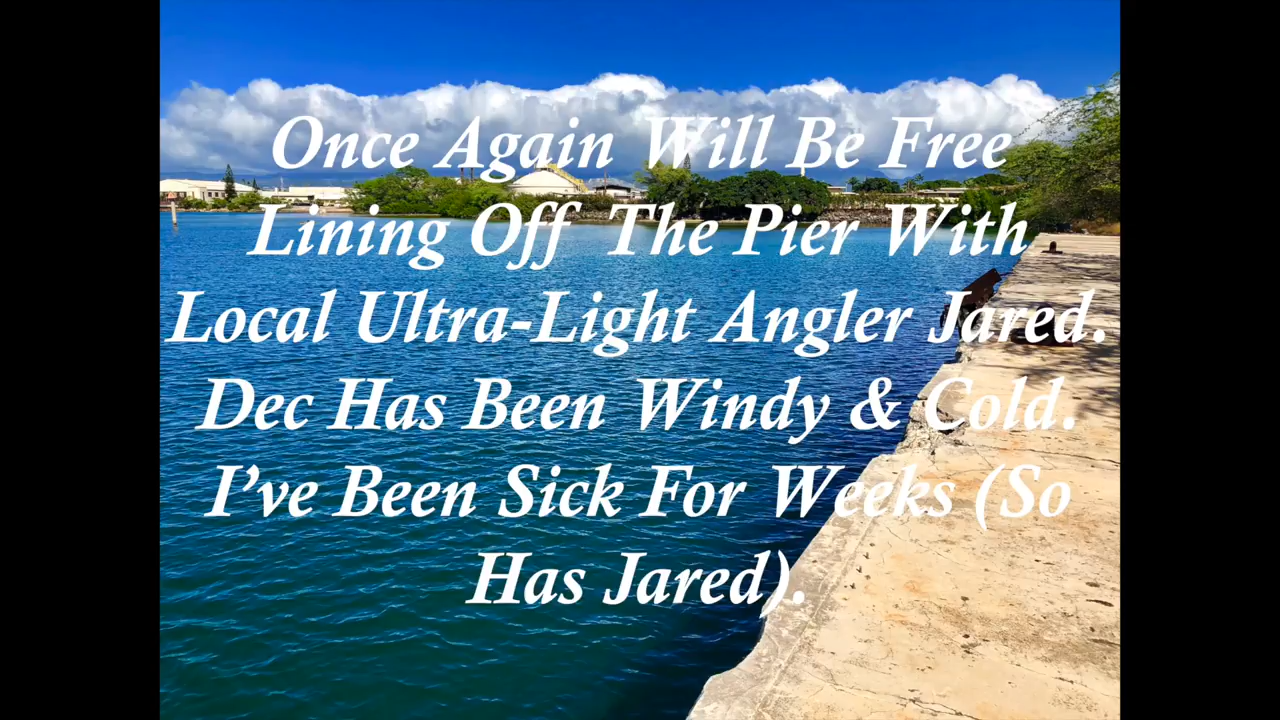 Once Again Will Be Free
Lining Off The Pier With
Local Ultra-Light Angler Jared.
Dec Has Been Windy & Cold.
I've Been Sick For Weeks (So
Has Jared).